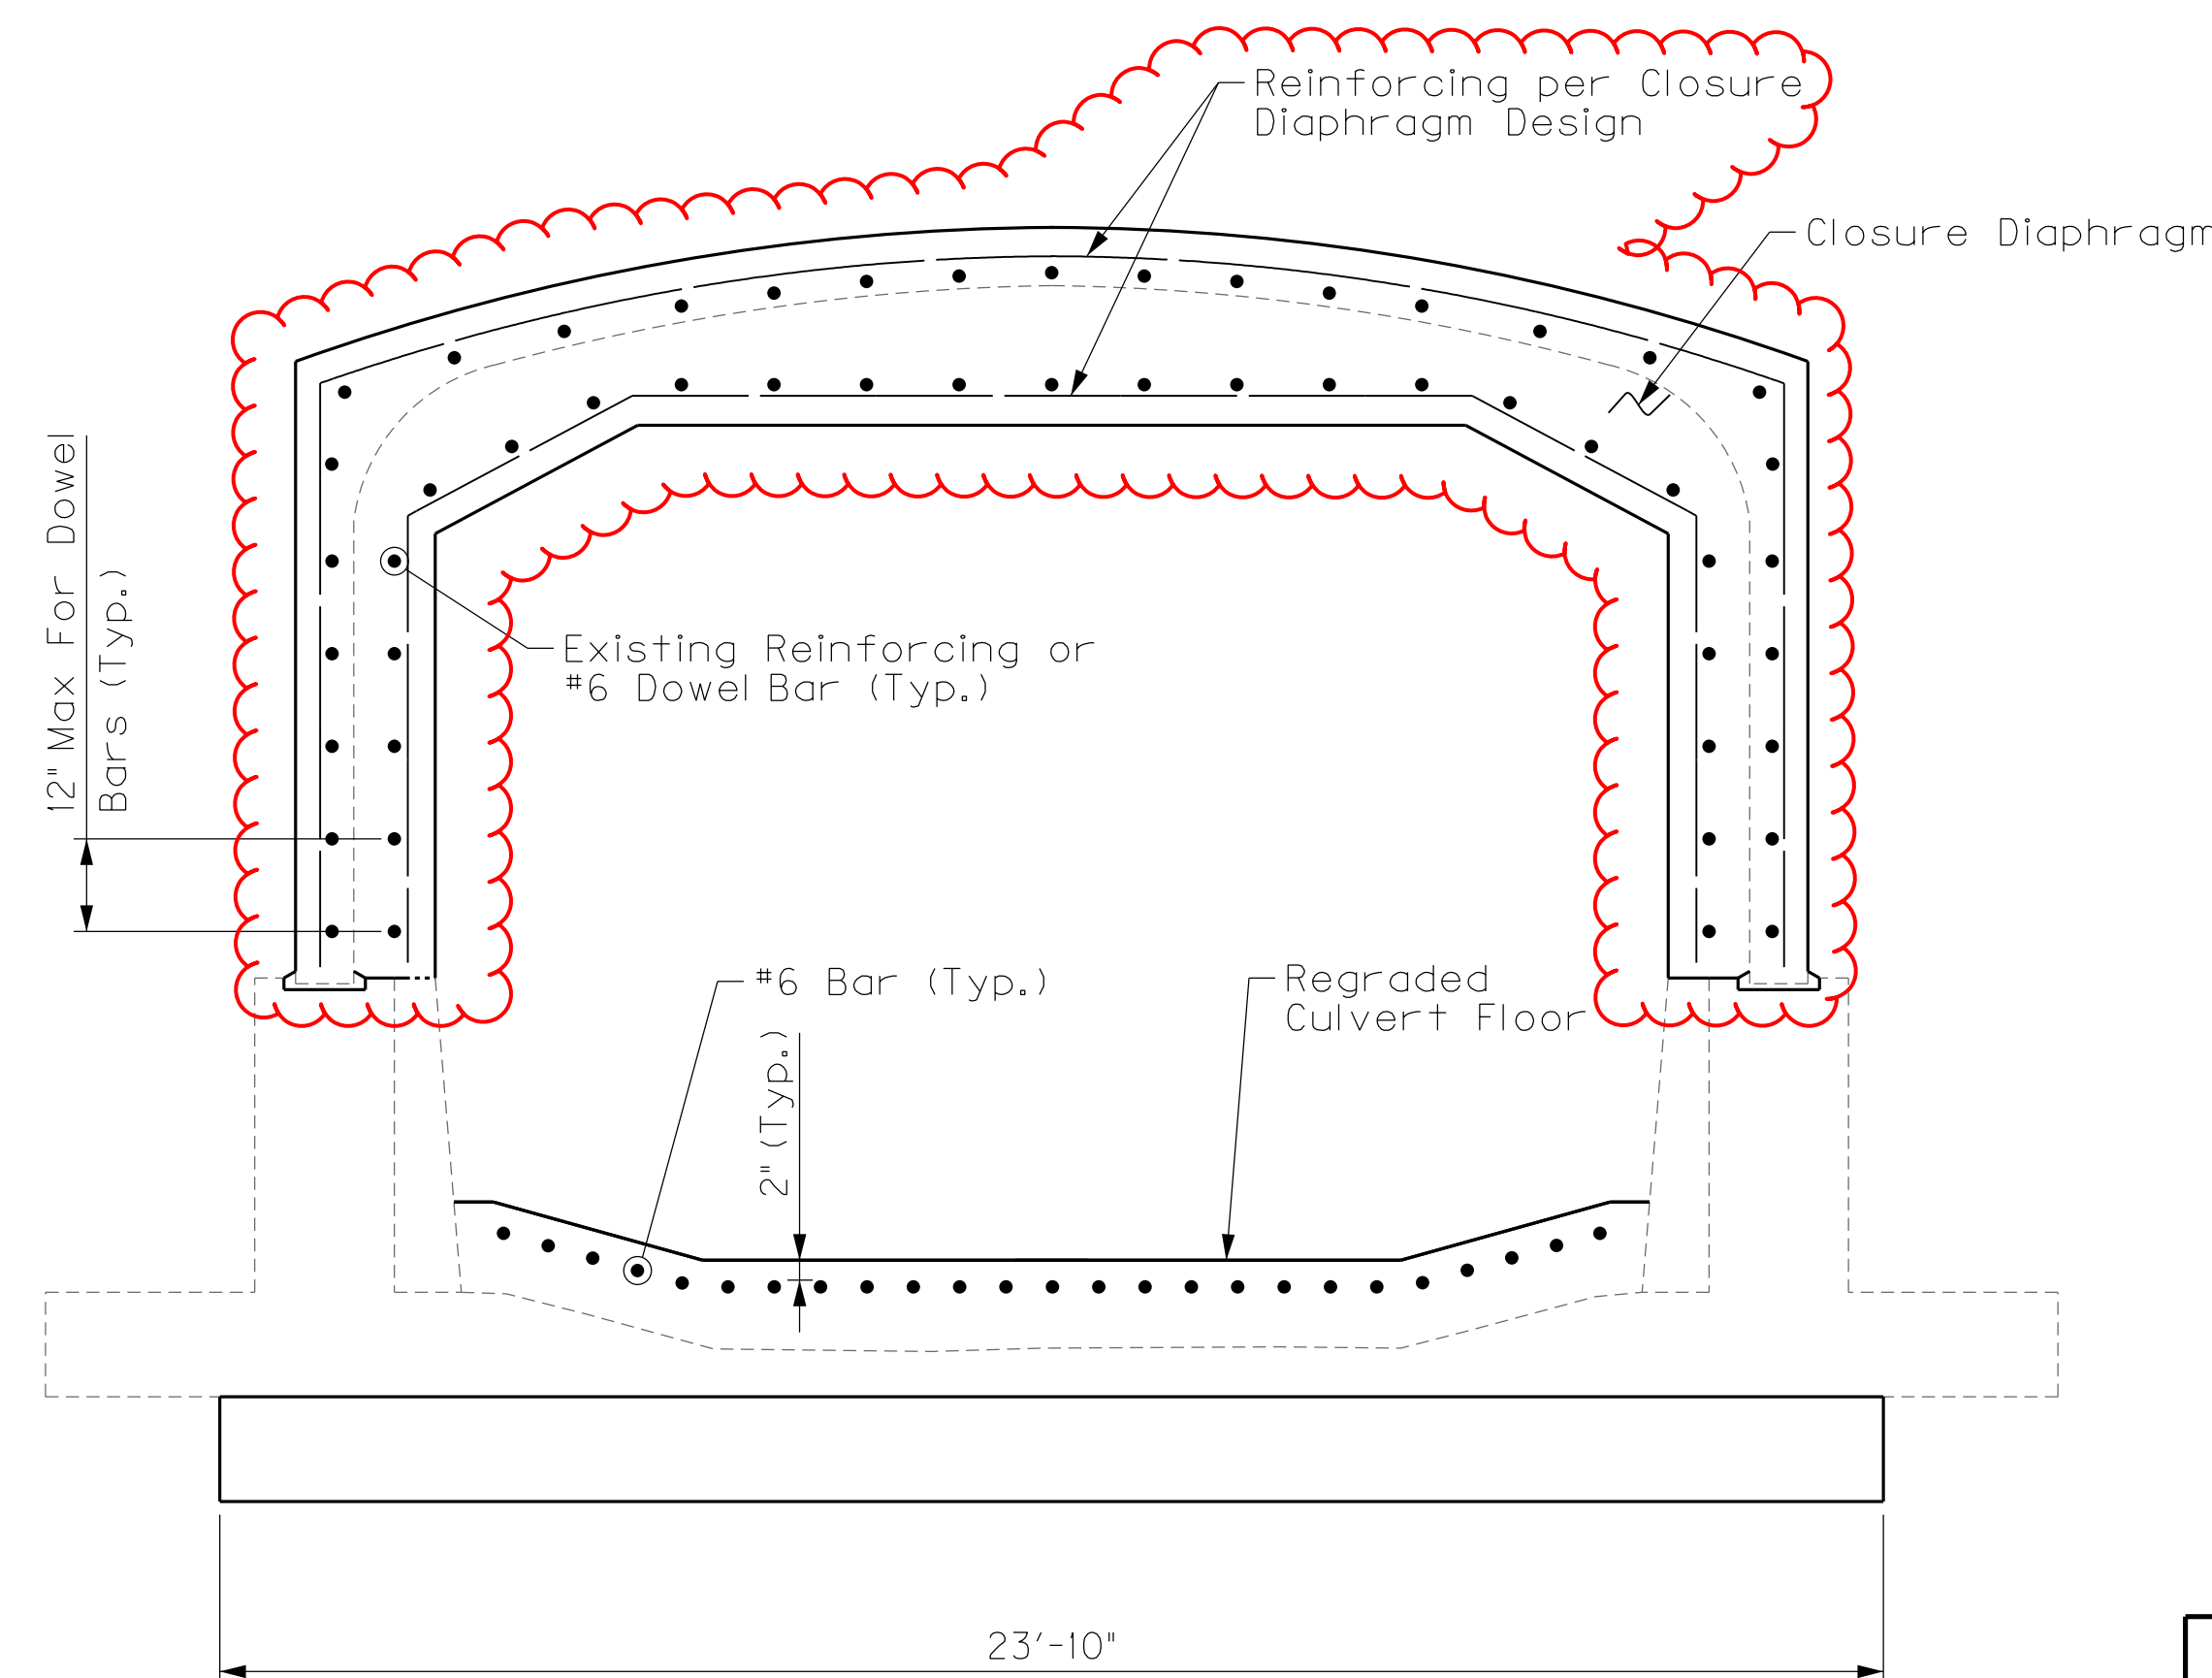 Reinforcing per Closure
Diaphragm Design
Closure Diaphragm
12" Max For Dowel
Bars (Typ.)
Existing Reinforcing or
#6 Dowel Bar (Typ.)
#6 Bar (Typ.)
Regraded
Culvert Floor
2" (Typ.)
23'-10"